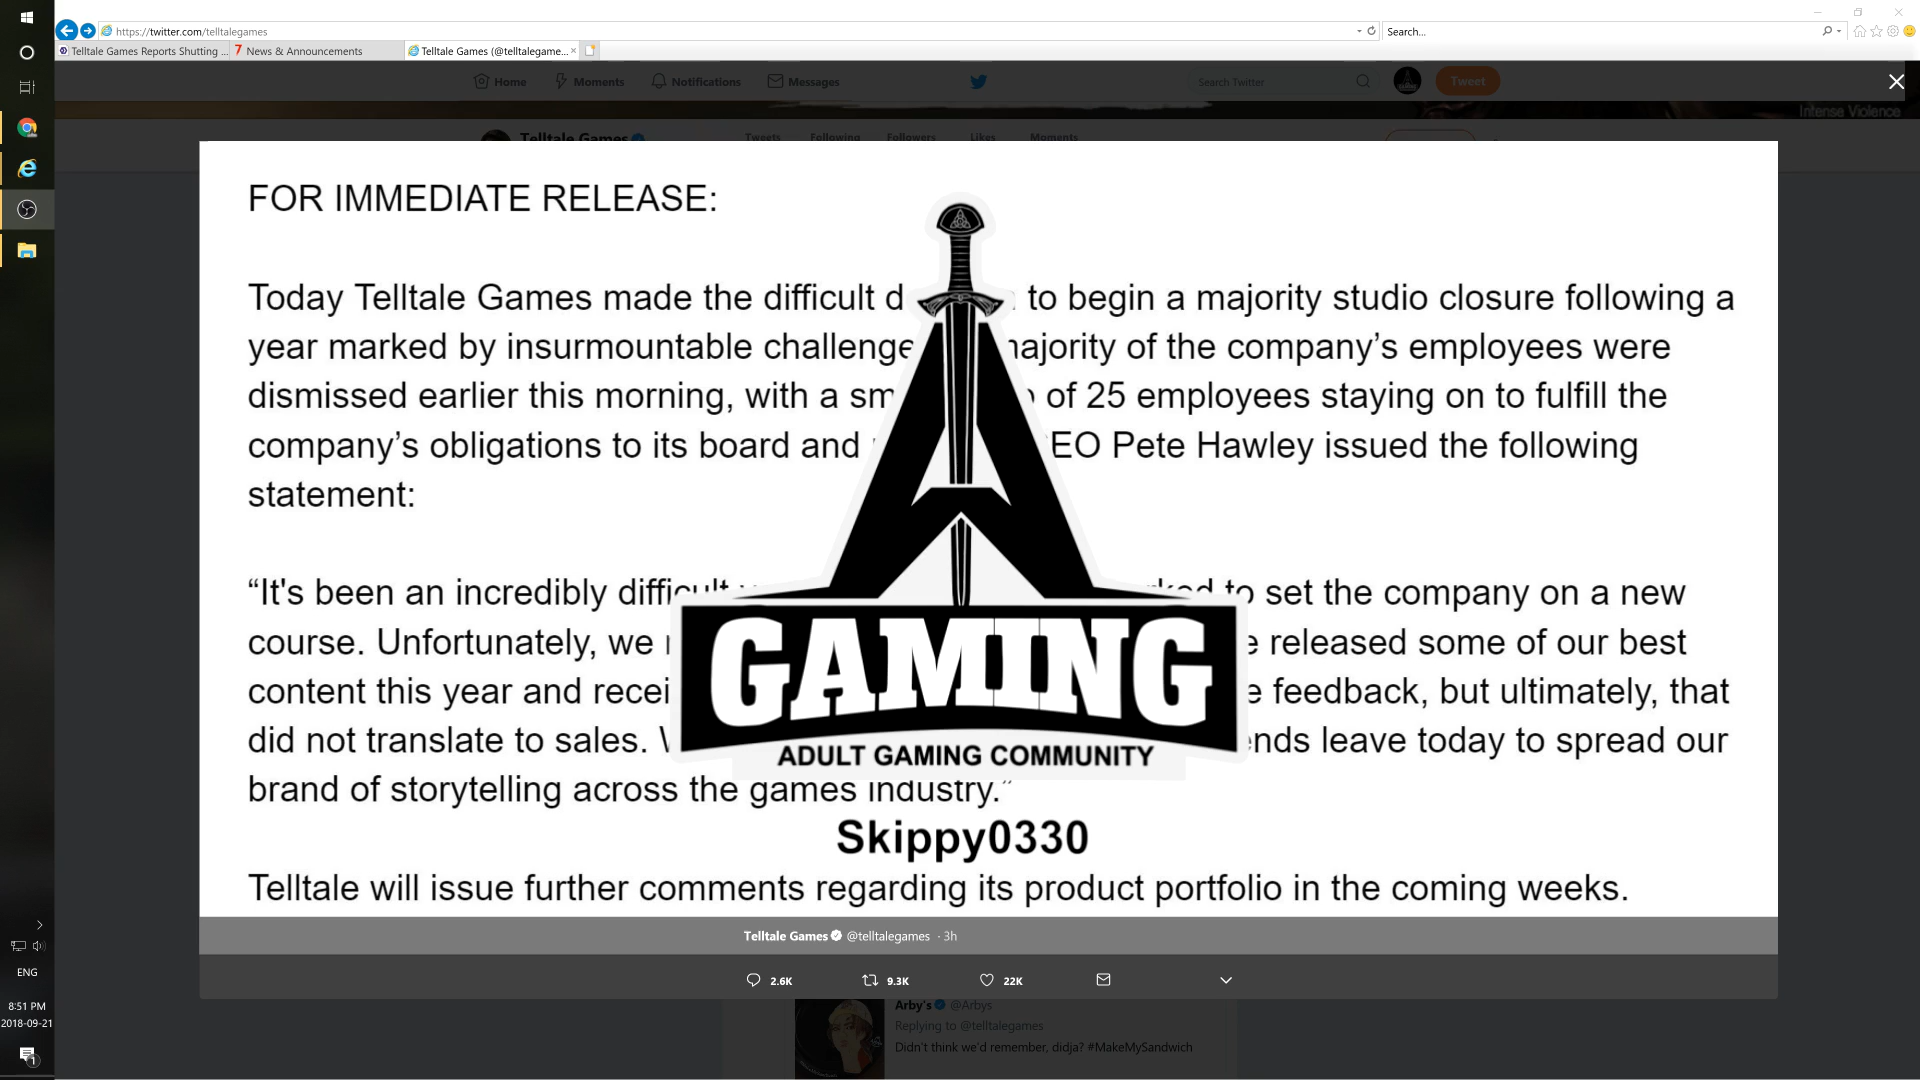 https://twitter.com/telltalegames
Search...
Telltale Games Reports Shutting ...
News & Announcements
Telltale Games (@telltalegame...
Home
Moments
Notifications
Messages
Search Twitter
Tweet
Intense Violence
Telltale Games
Tweets
Following
Followers
Likes
Moments
FOR IMMEDIATE RELEASE:
Today Telltale Games made the difficult to begin a majority studio closure following a
year marked by insurmountable of the company's employees were
dismissed earlier this morning, with a of 25 employees staying on to fulfill the
company's obligations to its board and Pete Hawley issued the following
statement:
“It's been an incredibly to set the company on a new
course. Unfortunately, we released some of our best
content this year and feedback, but ultimately, that
did not translate to sales. leave today to spread our
brand of storytelling across the games industry.”
GAMING
ADULT GAMING COMMUNITY
Skippy0330
Telltale will issue further comments regarding its product portfolio in the coming weeks.
Telltale Games @telltalegames · 3h
2.6K
9.3K
22K
Arby's @Arbys
Replying to @telltalegames
Didn't think we'd remember, didja? #MakeMySandwich
ENG
8:51 PM
2018-09-21
1